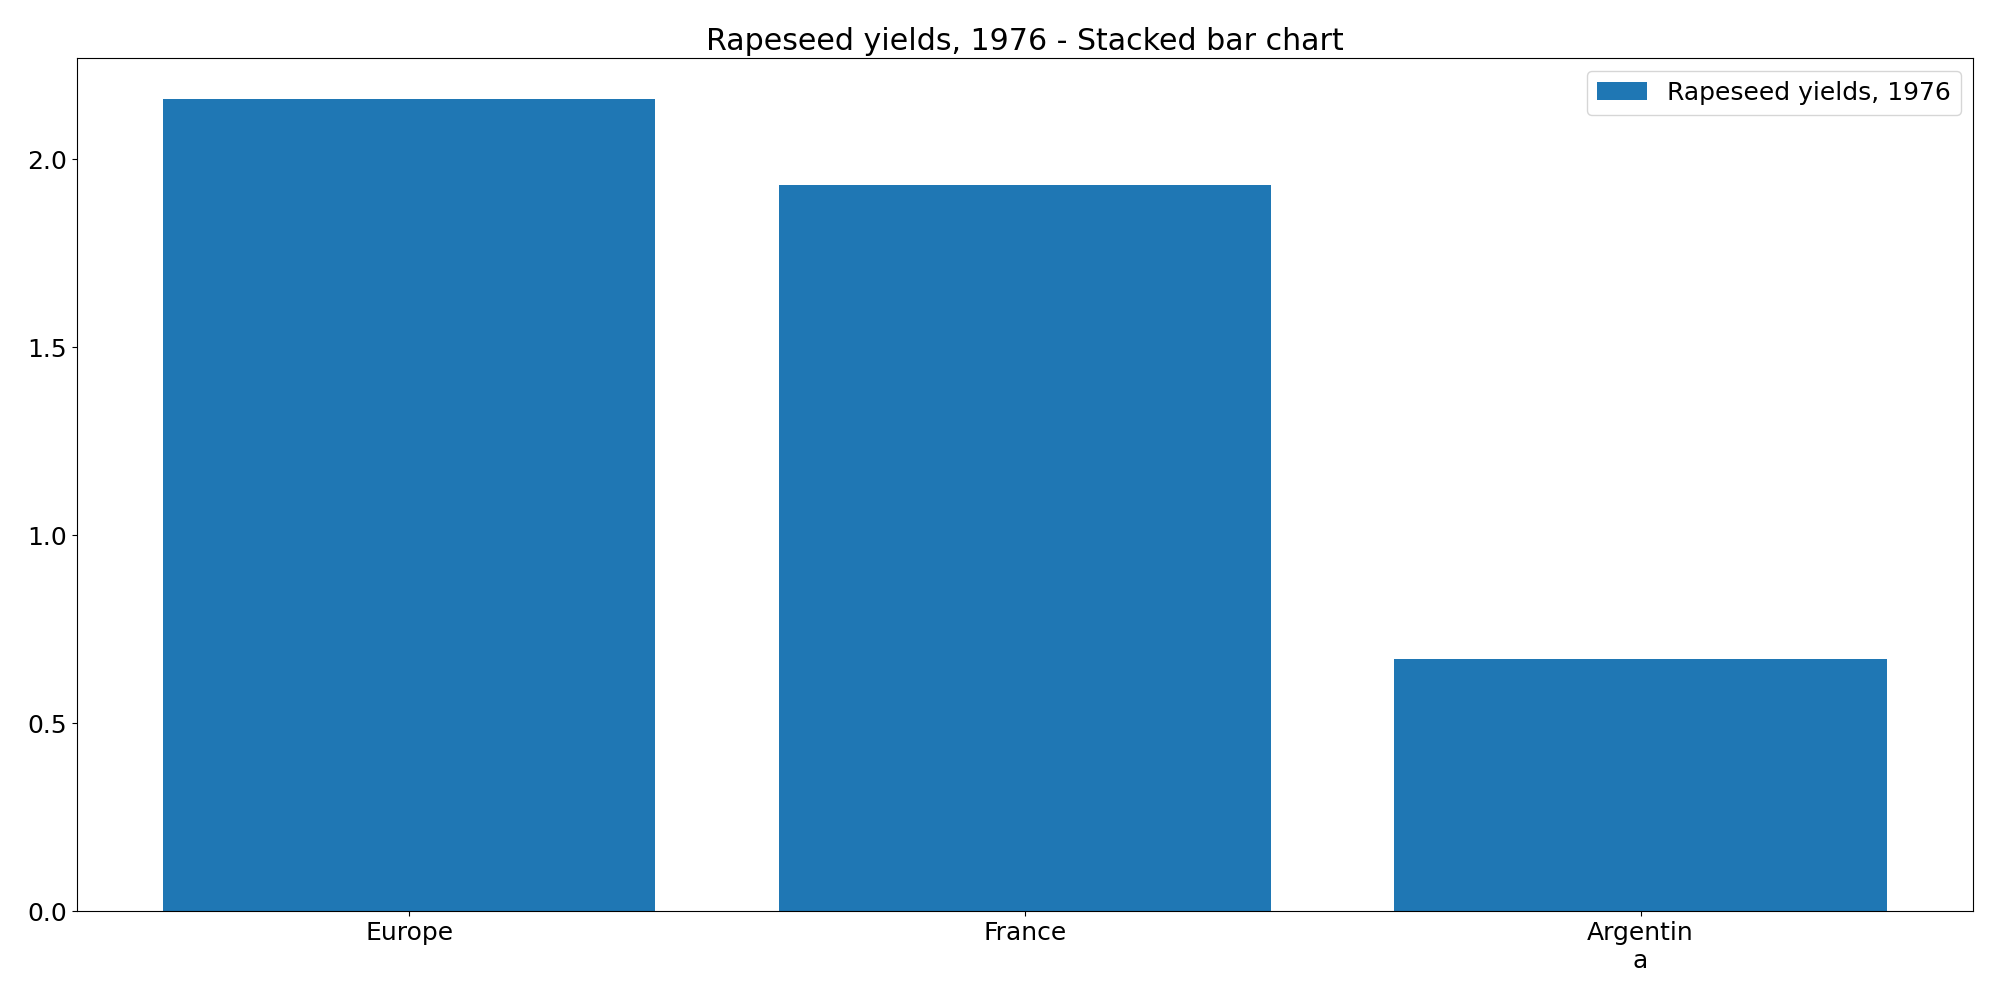 Rapeseed yields, 1976 - Stacked bar chart
Rapeseed yields, 1976
2.0
1.5
1.0
0.5
0.0
Europe
France
Argentin
a